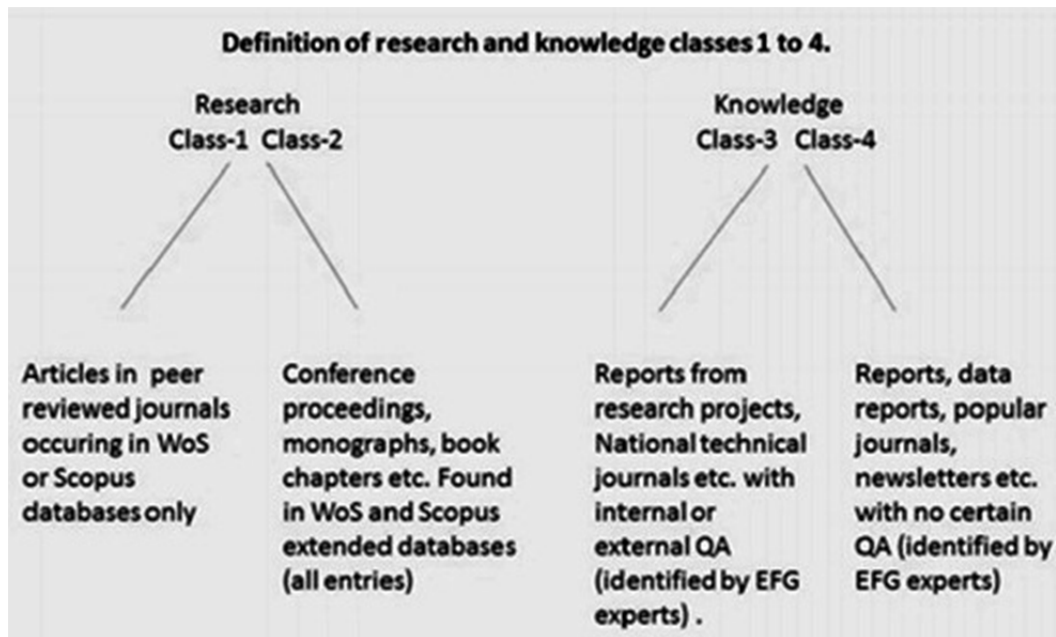 Definition of research and knowledge classes 1 to 4.
Research
Class-1 Class-2
Knowledge
Class-3 Class-4
Articles in peer
reviewed journals
occuring in WoS
or Scopus
databases only
Conference
proceedings,
monographs, book
chapters etc. Found
in WoS and Scopus
extended databases
(all entries)
Reports from
research projects,
National technical
journals etc. with
internal or
external QA
(identified by EFG
experts) .
Reports, data
reports, popular
journals,
newsletters etc.
with no certain
QA (identified by
EFG experts)